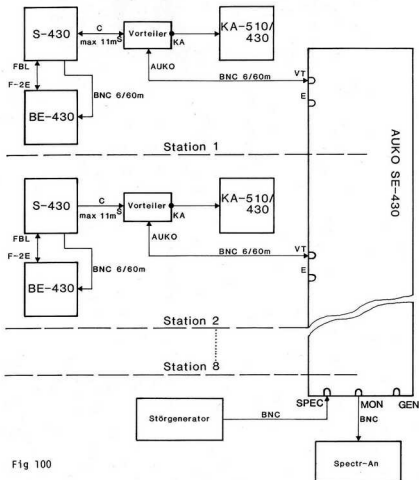 S-430
C
max 11m
S
Vorteiler
KA
KA-510/
430
FBL
F-2E
BNC 6/60m
AUKO
BNC 6/60m
VT
E
BE-430
Station 1
AUKO SE-430
S-430
C
max 11m
S
Vorteiler
KA
KA-510/
430
FBL
F-2E
BNC 6/60m
AUKO
BNC 6/60m
VT
E
BE-430
Station 2
Station 8
SPEC
MON
GEN
Störgenerator
BNC
BNC
Spectr-An
Fig 100